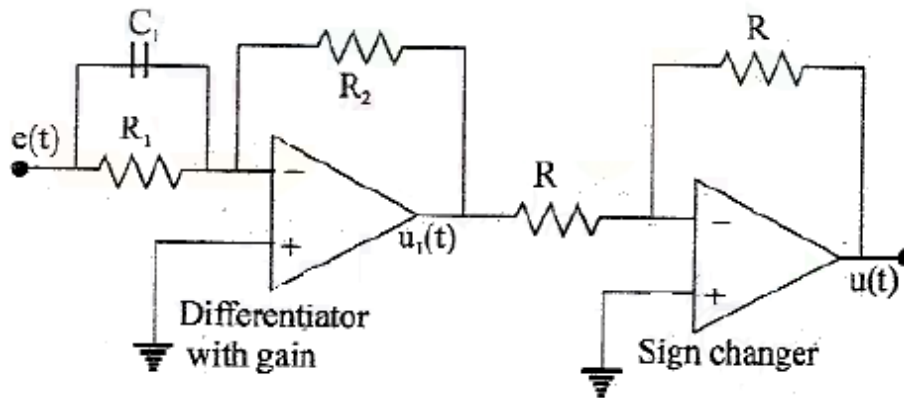 C₁
R
R₂
e(t)
R₁
−
R
−
+
u₁(t)
+
u(t)
Differentiator
with gain
Sign changer